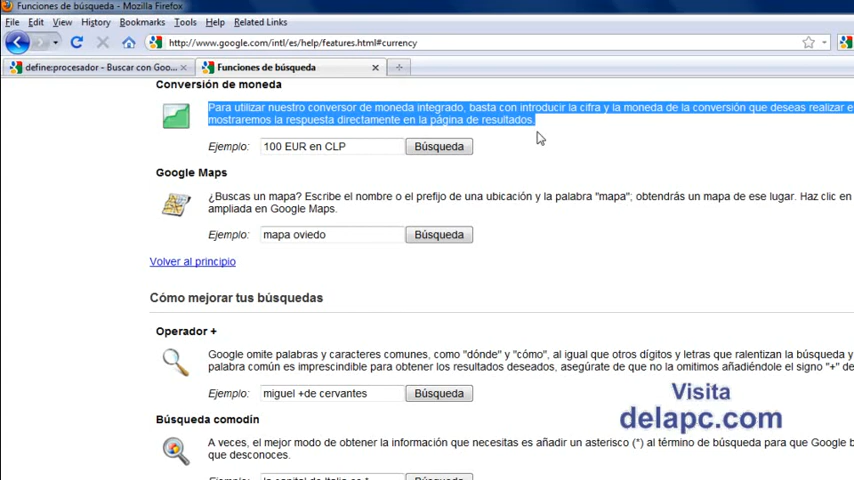 Funciones de búsqueda - Mozilla Firefox
File Edit View History Bookmarks Tools Help Related Links
http://www.google.com/intl/es/help/features.html#currency
define:procesador - Buscar con Goo... Funciones de búsqueda
Conversión de moneda
Para utilizar nuestro conversor de moneda integrado, basta con introducir la cifra y la moneda de la conversión que deseas realizar
mostraremos la respuesta directamente en la página de resultados.
Ejemplo: 100 EUR en CLP Búsqueda
Google Maps
¿Buscas un mapa? Escribe el nombre o el prefijo de una ubicación y la palabra "mapa"; obtendrás un mapa de ese lugar. Haz clic en
ampliada en Google Maps.
Ejemplo: mapa oviedo Búsqueda
Volver al principio
Cómo mejorar tus búsquedas
Operador +
Google omite palabras y caracteres comunes, como "dónde" y "cómo", al igual que otros dígitos y letras que ralentizan la búsqueda y
palabra común es imprescindible para obtener los resultados deseados, asegúrate de que no la omitimos añadiéndole el signo "+" de
Ejemplo: miguel +de cervantes Búsqueda
Visita
delapc.com
Búsqueda comodín
A veces, el mejor modo de obtener la información que necesitas es añadir un asterisco (*) al término de búsqueda para que Google
que desconoces.